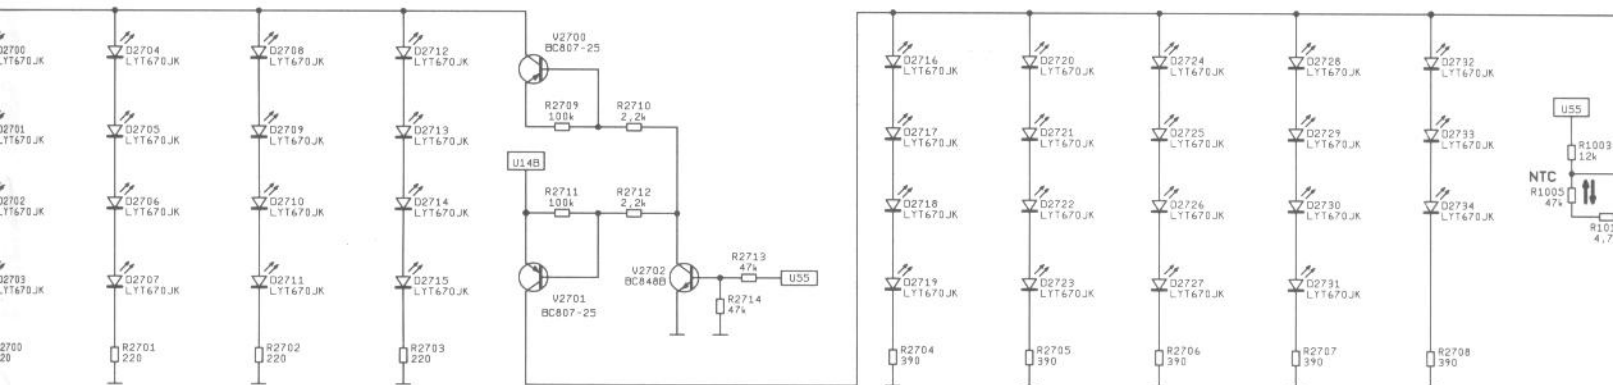 D2700
LYT670JK
D2701
LYT670JK
D2702
LYT670JK
D2703
LYT670JK
D2704
LYT670JK
D2705
LYT670JK
D2706
LYT670JK
D2707
LYT670JK
R2701
220
D2708
LYT670JK
D2709
LYT670JK
D2710
LYT670JK
D2711
LYT670JK
R2702
220
D2712
LYT670JK
D2713
LYT670JK
D2714
LYT670JK
D2715
LYT670JK
R2703
220
V2700
BC807-25
R2709
100k
R2710
2,2k
U14B
R2711
100k
R2712
2,2k
V2701
BC807-25
V2702
BC848B
R2713
47k
U55
R2714
47k
D2716
LYT670JK
D2717
LYT670JK
D2718
LYT670JK
D2719
LYT670JK
R2704
390
D2720
LYT670JK
D2721
LYT670JK
D2722
LYT670JK
D2723
LYT670JK
R2705
390
D2724
LYT670JK
D2725
LYT670JK
D2726
LYT670JK
D2727
LYT670JK
R2706
390
D2728
LYT670JK
D2729
LYT670JK
D2730
LYT670JK
D2731
LYT670JK
R2707
390
D2732
LYT670JK
D2733
LYT670JK
D2734
LYT670JK
R2708
390
U55
R1003
12k
NTC
R1005
47k